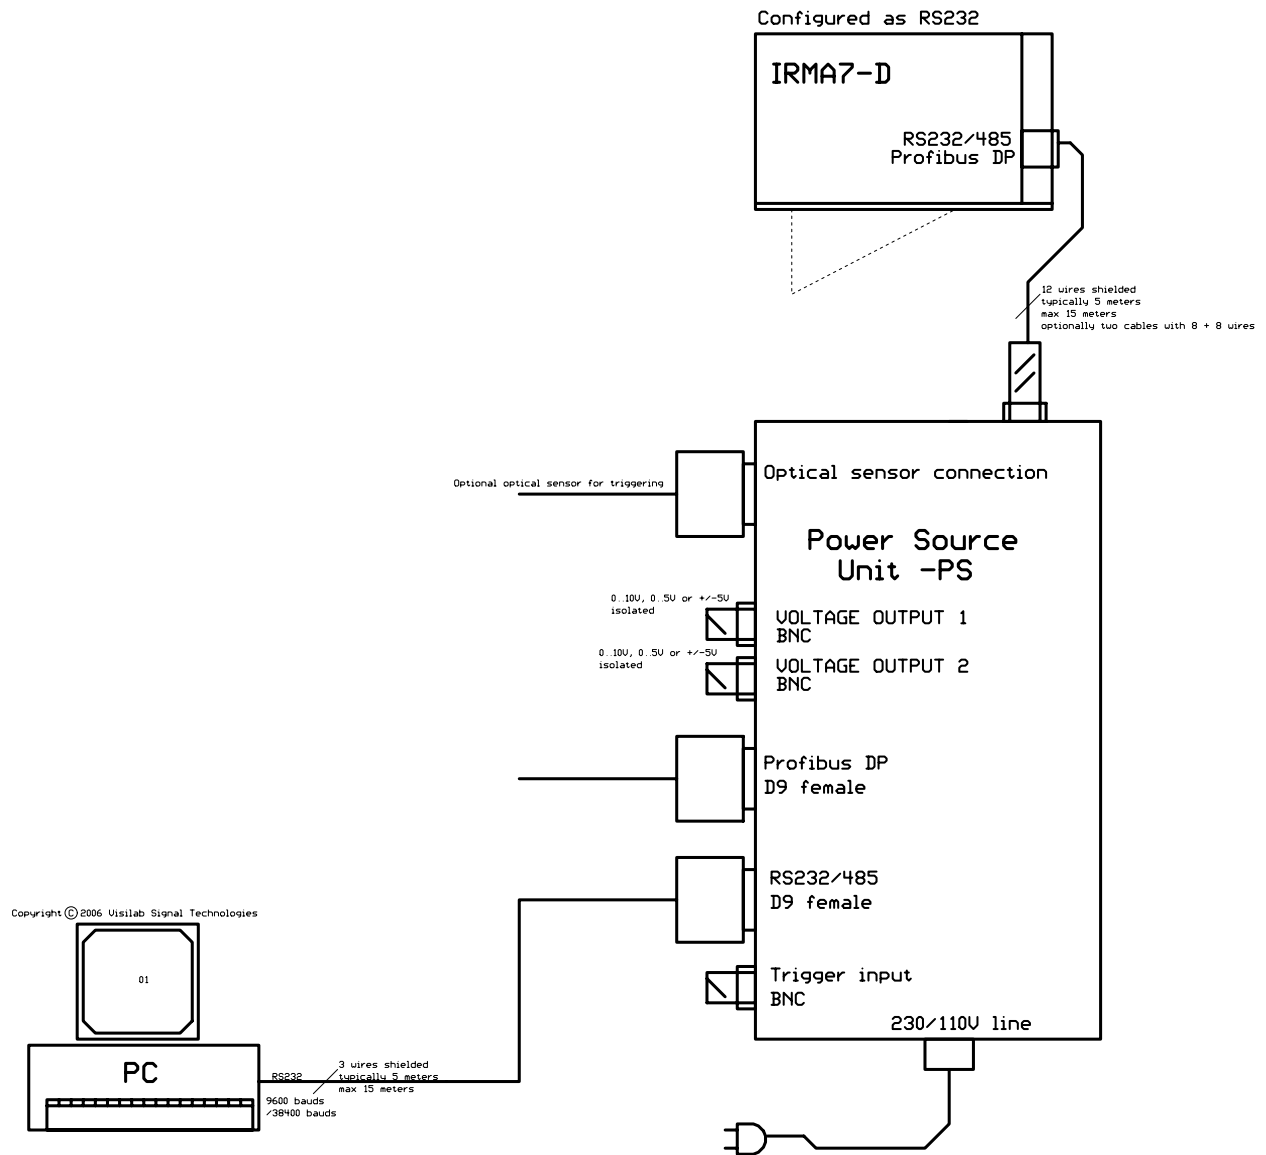 Configured as RS232
IRMA7-D
RS232/485
Profibus DP
12 wires shielded
typically 5 meters
max 15 meters
optionally two cables with 8 + 8 wires
Optional optical sensor for triggering
Optical sensor connection
Power Source
Unit -PS
0..10V, 0..5V or +/-5V
isolated
VOLTAGE OUTPUT 1
BNC
0..10V, 0..5V or +/-5V
isolated
VOLTAGE OUTPUT 2
BNC
Profibus DP
D9 female
RS232/485
D9 female
Trigger input
BNC
230/110V line
Copyright © 2006 Visilab Signal Technologies
01
PC
RS232
9600 bauds
/38400 bauds
3 wires shielded
typically 5 meters
max 15 meters